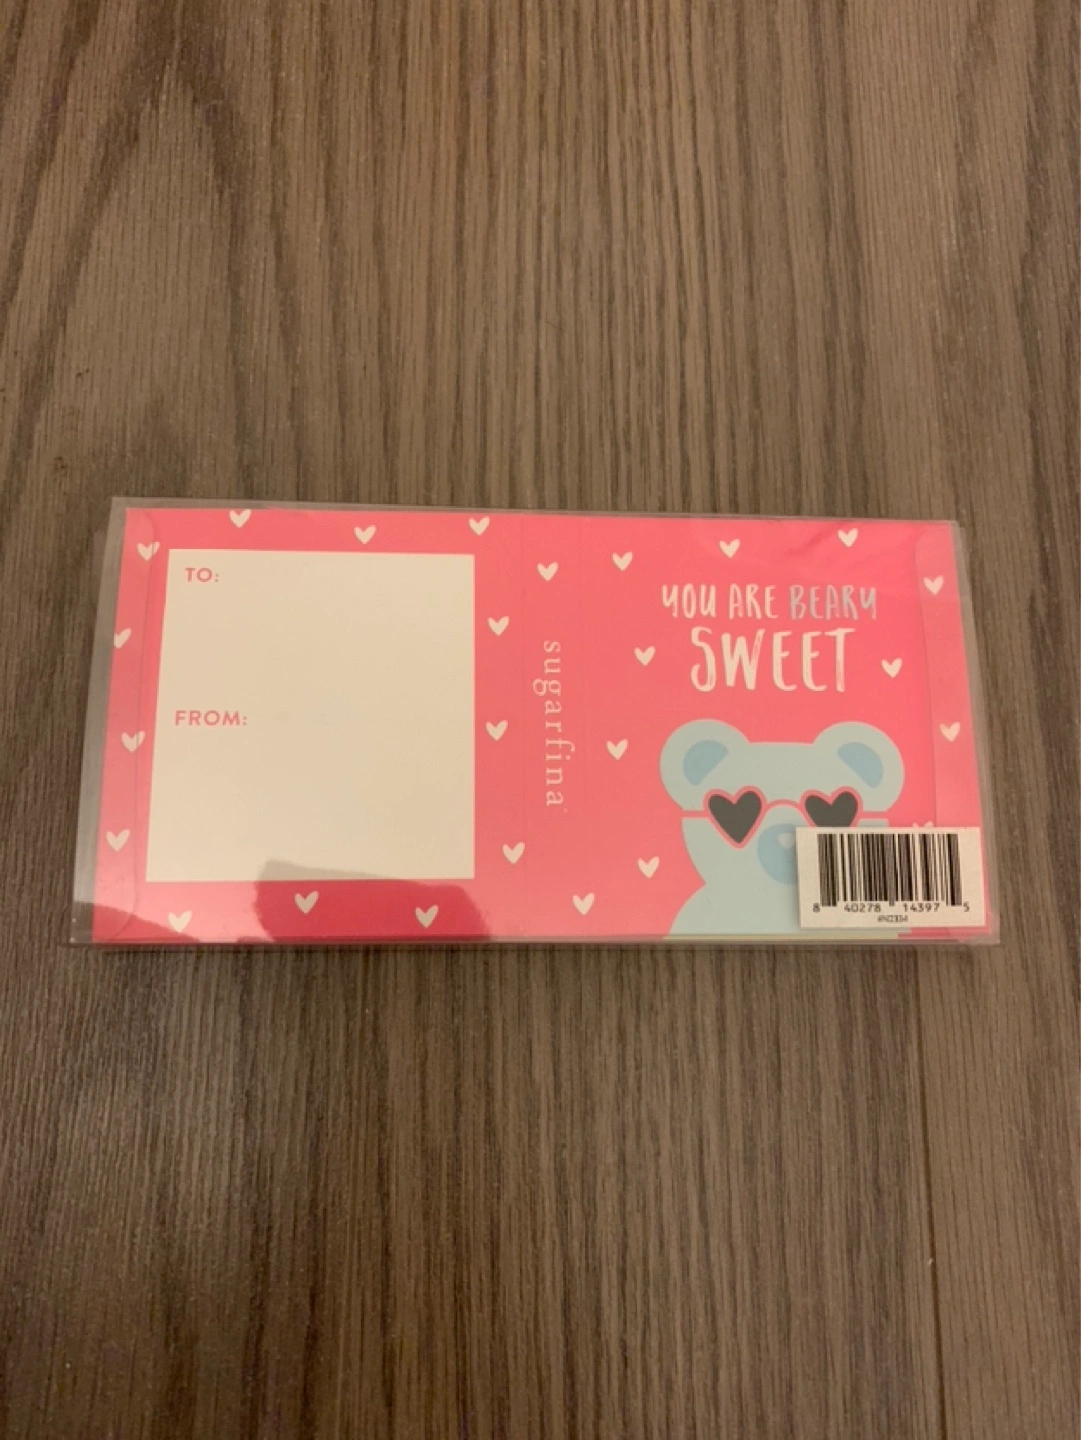 TO:
FROM:
sugarfina
YOU ARE BEARY
SWEET
8 40278 14397 5